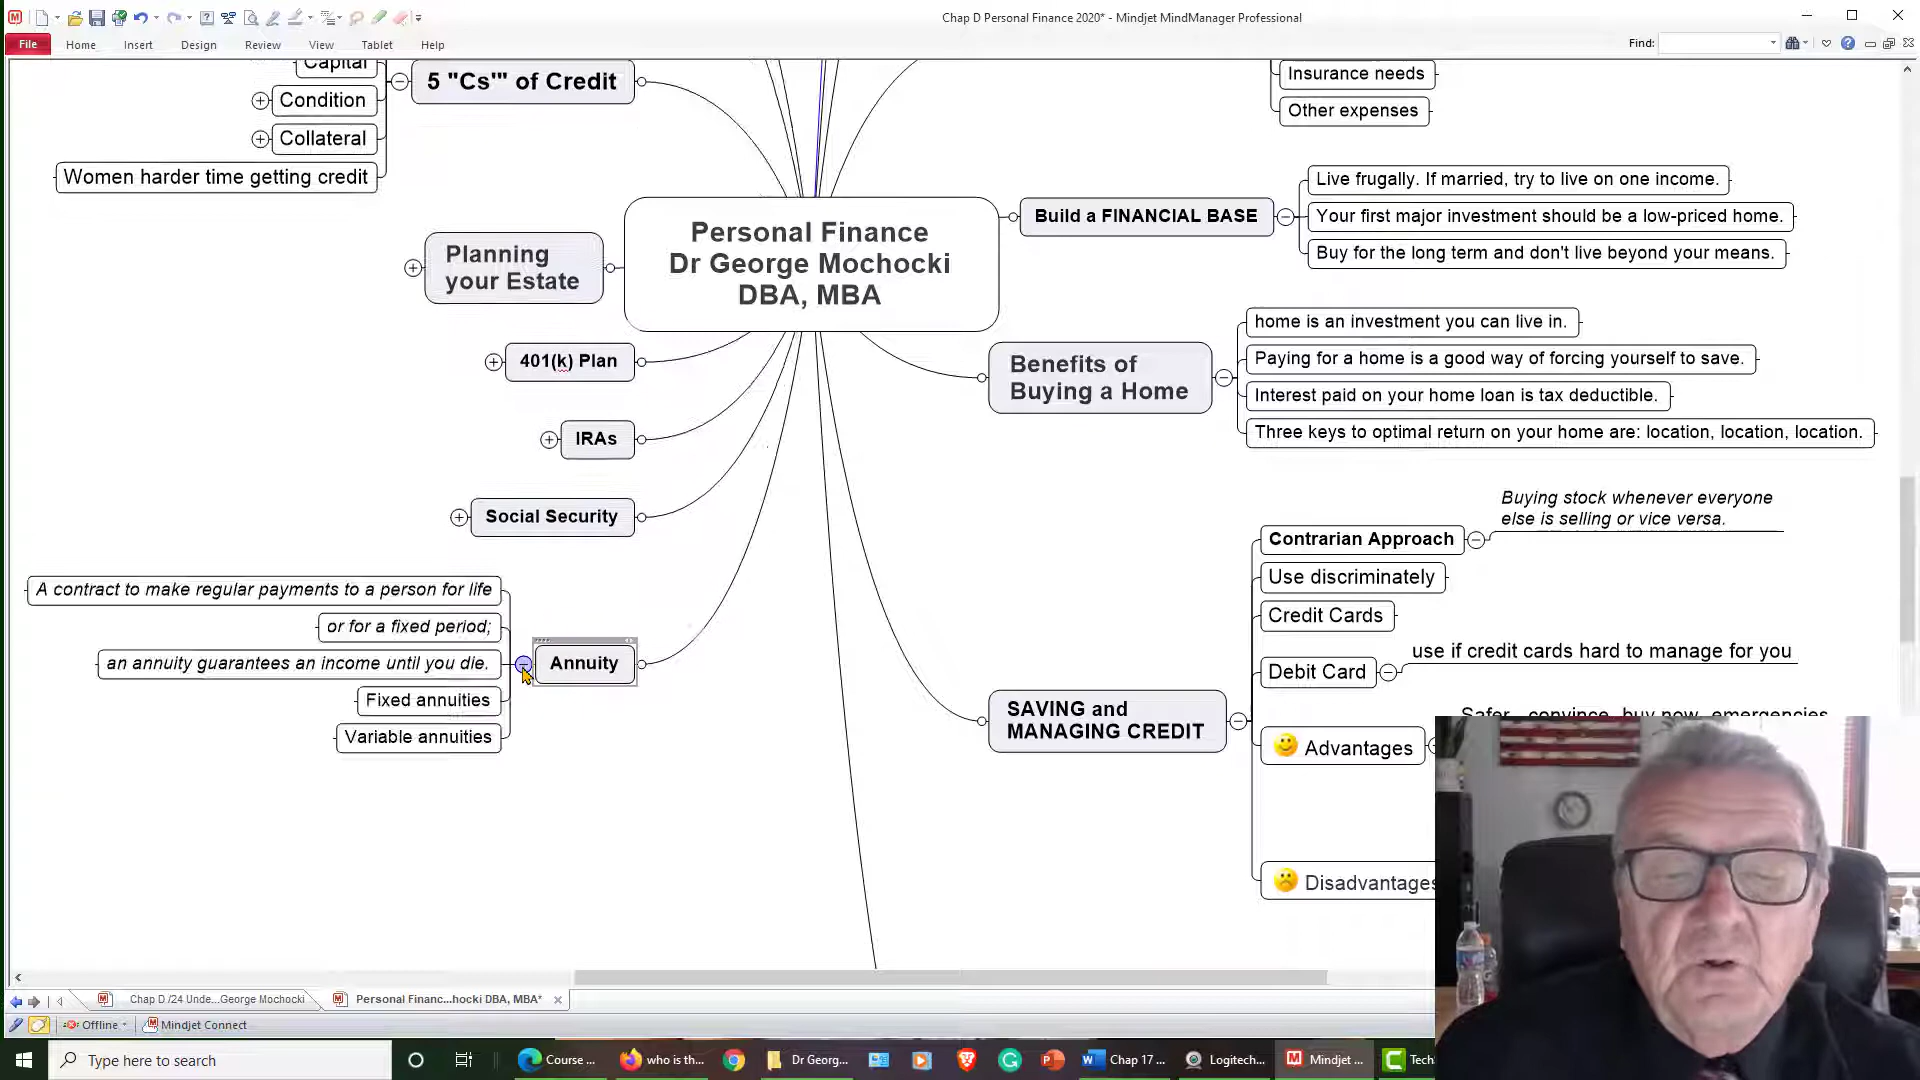 Chap D Personal Finance 2020* - Mindjet MindManager Professional
File
Home
Insert
Design
Review
View
Tablet
Help
Find:
Capital
Condition
Collateral
Women harder time getting credit
5 "Cs'" of Credit
Planning
your Estate
401(k) Plan
IRAs
Social Security
A contract to make regular payments to a person for life
or for a fixed period;
an annuity guarantees an income until you die.
Fixed annuities
Variable annuities
Annuity
Personal Finance
Dr George Mochocki
DBA, MBA
Insurance needs
Other expenses
Build a FINANCIAL BASE
Live frugally. If married, try to live on one income.
Your first major investment should be a low-priced home.
Buy for the long term and don't live beyond your means.
Benefits of
Buying a Home
home is an investment you can live in.
Paying for a home is a good way of forcing yourself to save.
Interest paid on your home loan is tax deductible.
Three keys to optimal return on your home are: location, location, location.
SAVING and
MANAGING CREDIT
Contrarian Approach
Buying stock whenever everyone
else is selling or vice versa.
Use discriminately
Credit Cards
Debit Card
use if credit cards hard to manage for you
Advantages
Safer, convince, buy now, emergencies
Disadvantages
Chap D /24 Unde...George Mochocki
Personal Financ...hocki DBA, MBA*
Offline
Mindjet Connect
Type here to search
Course ...
who is th...
Dr Georg...
Chap 17 ...
Logitech...
Mindjet ...
Tech